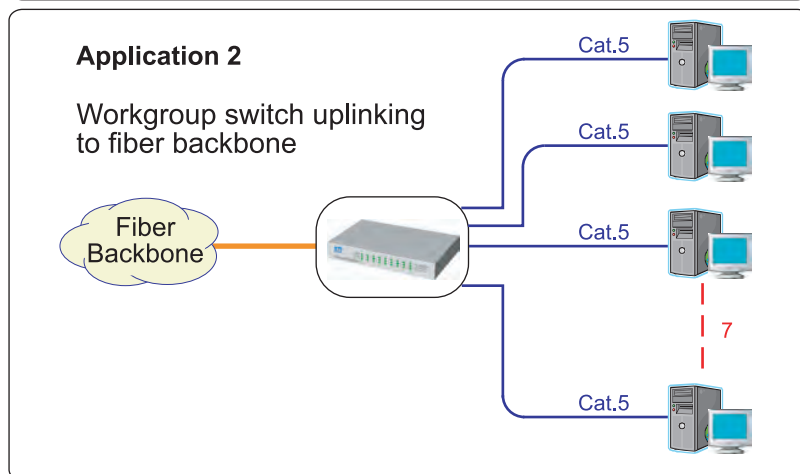 Application 2
Workgroup switch uplinking
to fiber backbone
Fiber
Backbone
Cat.5
Cat.5
Cat.5
7
Cat.5